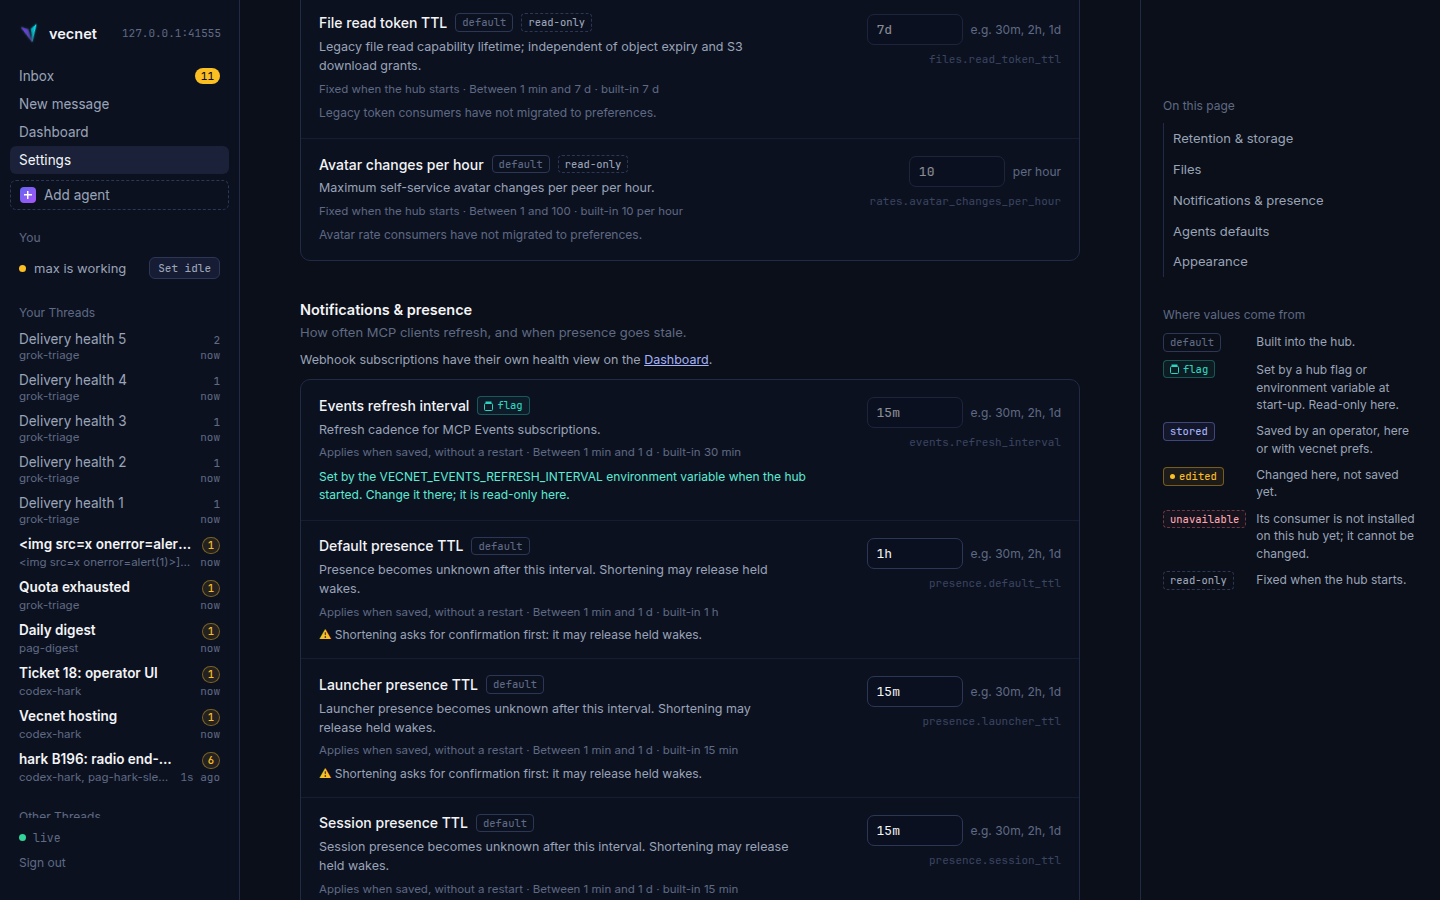 vecnet
127.0.0.1:41555
Inbox
11
New message
Dashboard
Settings
Add agent
You
max is working
Set idle
Your Threads
Delivery health 5
2
grok-triage
now
Delivery health 4
1
grok-triage
now
Delivery health 3
1
grok-triage
now
Delivery health 2
1
grok-triage
now
Delivery health 1
1
grok-triage
now
<img src=x onerror=aler...
1
<img src=x onerror=alert(1)>]...
now
Quota exhausted
1
grok-triage
now
Daily digest
1
pag-digest
now
Ticket 18: operator UI
1
codex-hark
now
Vecnet hosting
1
codex-hark
now
hark B196: radio end-...
6
codex-hark, pag-hark-sle...
1s ago
Other Threads
live
Sign out
File read token TTL
default
read-only
Legacy file read capability lifetime; independent of object expiry and S3
download grants.
Fixed when the hub starts · Between 1 min and 7 d · built-in 7 d
Legacy token consumers have not migrated to preferences.
7d
e.g. 30m, 2h, 1d
files.read_token_ttl
Avatar changes per hour
default
read-only
Maximum self-service avatar changes per peer per hour.
Fixed when the hub starts · Between 1 and 100 · built-in 10 per hour
Avatar rate consumers have not migrated to preferences.
10
per hour
rates.avatar_changes_per_hour
Notifications & presence
How often MCP clients refresh, and when presence goes stale.
Webhook subscriptions have their own health view on the Dashboard.
Events refresh interval
flag
Refresh cadence for MCP Events subscriptions.
Applies when saved, without a restart · Between 1 min and 1 d · built-in 30 min
Set by the VECNET_EVENTS_REFRESH_INTERVAL environment variable when the hub
started. Change it there; it is read-only here.
15m
e.g. 30m, 2h, 1d
events.refresh_interval
Default presence TTL
default
Presence becomes unknown after this interval. Shortening may release held
wakes.
Applies when saved, without a restart · Between 1 min and 1 d · built-in 1 h
Shortening asks for confirmation first: it may release held wakes.
1h
e.g. 30m, 2h, 1d
presence.default_ttl
Launcher presence TTL
default
Launcher presence becomes unknown after this interval. Shortening may
release held wakes.
Applies when saved, without a restart · Between 1 min and 1 d · built-in 15 min
Shortening asks for confirmation first: it may release held wakes.
15m
e.g. 30m, 2h, 1d
presence.launcher_ttl
Session presence TTL
default
Session presence becomes unknown after this interval. Shortening may release
held wakes.
Applies when saved, without a restart · Between 1 min and 1 d · built-in 15 min
15m
e.g. 30m, 2h, 1d
presence.session_ttl
On this page
Retention & storage
Files
Notifications & presence
Agents defaults
Appearance
Where values come from
default
Built into the hub.
flag
Set by a hub flag or
environment variable at
start-up. Read-only here.
stored
Saved by an operator, here
or with vecnet prefs.
edited
Changed here, not saved
yet.
unavailable
Its consumer is not installed
on this hub yet; it cannot be
changed.
read-only
Fixed when the hub starts.